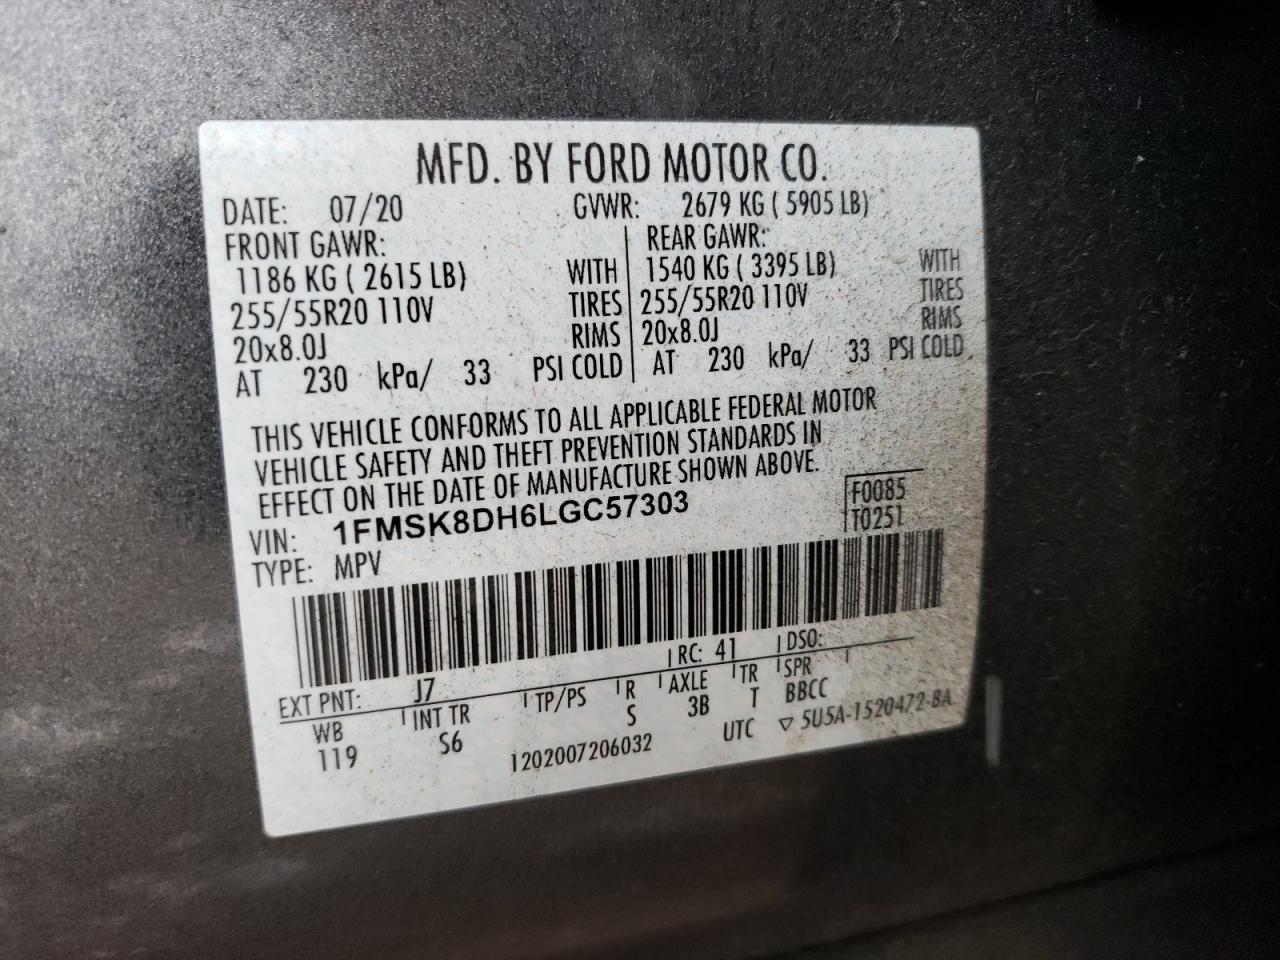 MFD. BY FORD MOTOR CO.
DATE: 07/20 GVWR: 2679 KG ( 5905 LB)
FRONT GAWR: REAR GAWR:
1186 KG ( 2615 LB) WITH 1540 KG ( 3395 LB) WITH
255/55R20 110V TIRES 255/55R20 110V TIRES
20x8.0J RIMS 20x8.0J RIMS
AT 230 kPa/ 33 PSI COLD AT 230 kPa/ 33 PSI COLD
THIS VEHICLE CONFORMS TO ALL APPLICABLE FEDERAL MOTOR
VEHICLE SAFETY AND THEFT PREVENTION STANDARDS IN
EFFECT ON THE DATE OF MANUFACTURE SHOWN ABOVE.
VIN: 1FMSK8DH6LGC57303 F0085
TYPE: MPV T0251
EXT PNT: J7 RC: 41 DSO:
WB INT TR TP/PS R AXLE TR SPR
119 S6 S 3B T BBCC
1202007206032 UTC ▽ 5U5A-1520472-BA